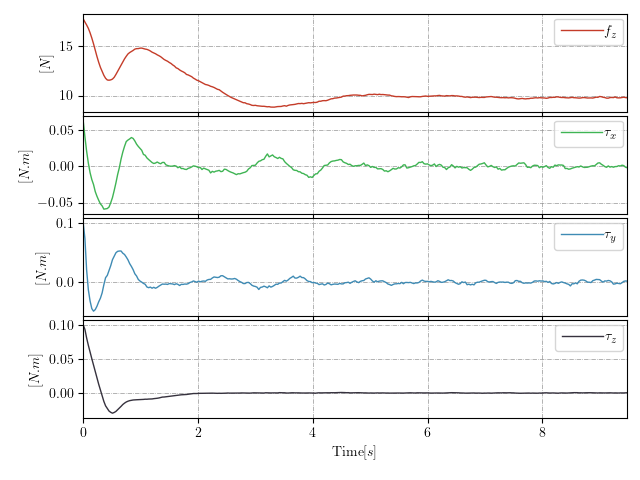 [N]
15
10
f_z
[N.m]
0.05
0.00
−0.05
τ_x
[N.m]
0.1
0.0
τ_y
[N.m]
0.10
0.05
0.00
τ_z
0 2 4 6 8
Time[s]